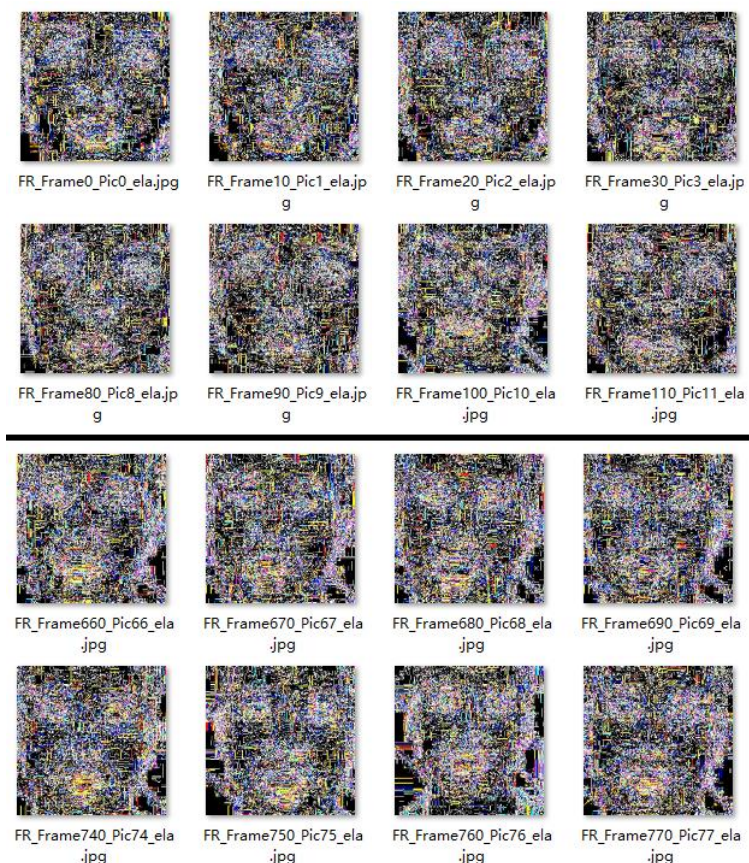 FR_Frame0_Pic0_ela.jpg FR_Frame10_Pic1_ela.jp FR_Frame20_Pic2_ela.jp FR_Frame30_Pic3_ela.jp
g g g
FR_Frame80_Pic8_ela.jp FR_Frame90_Pic9_ela.jp FR_Frame100_Pic10_ela FR_Frame110_Pic11_ela
g g .jpg .jpg
FR_Frame660_Pic66_ela FR_Frame670_Pic67_ela FR_Frame680_Pic68_ela FR_Frame690_Pic69_ela
.jpg .jpg .jpg .jpg
FR_Frame740_Pic74_ela FR_Frame750_Pic75_ela FR_Frame760_Pic76_ela FR_Frame770_Pic77_ela
.jpg .jpg .jpg .jpg